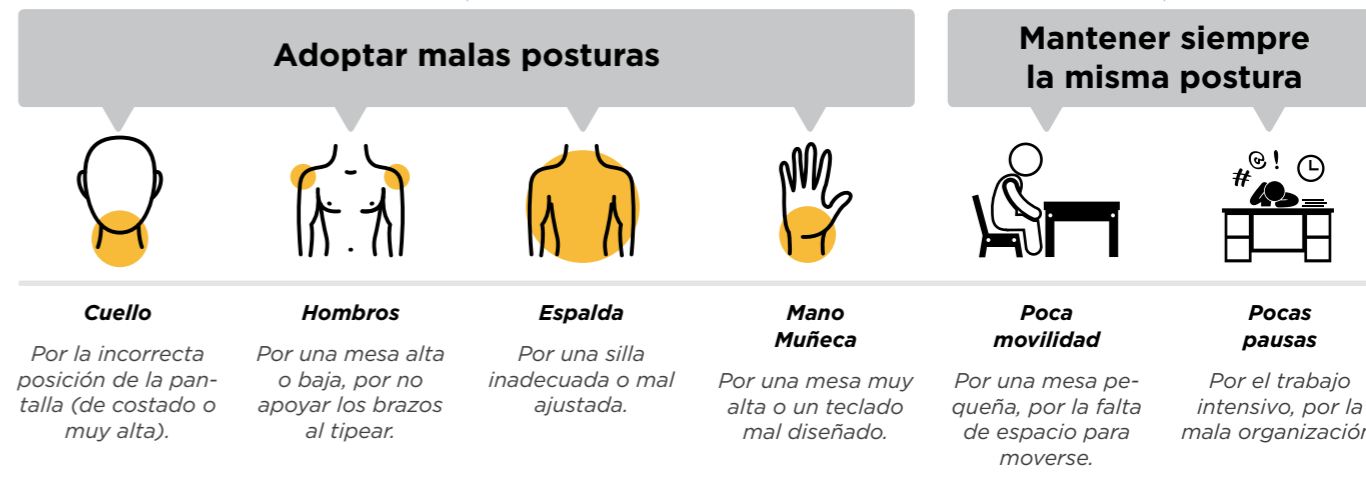 Adoptar malas posturas
Mantener siempre
la misma postura
Cuello
Por la incorrecta
posición de la pan-
talla (de costado o
muy alta).
Hombros
Por una mesa alta
o baja, por no
apoyar los brazos
al tipear.
Espalda
Por una silla
inadecuada o mal
ajustada.
Mano
Muñeca
Por una mesa muy
alta o un teclado
mal diseñado.
Poca
movilidad
Por una mesa pe-
queña, por la falta
de espacio para
moverse.
Pocas
pausas
Por el trabajo
intensivo, por la
mala organización
# @ !